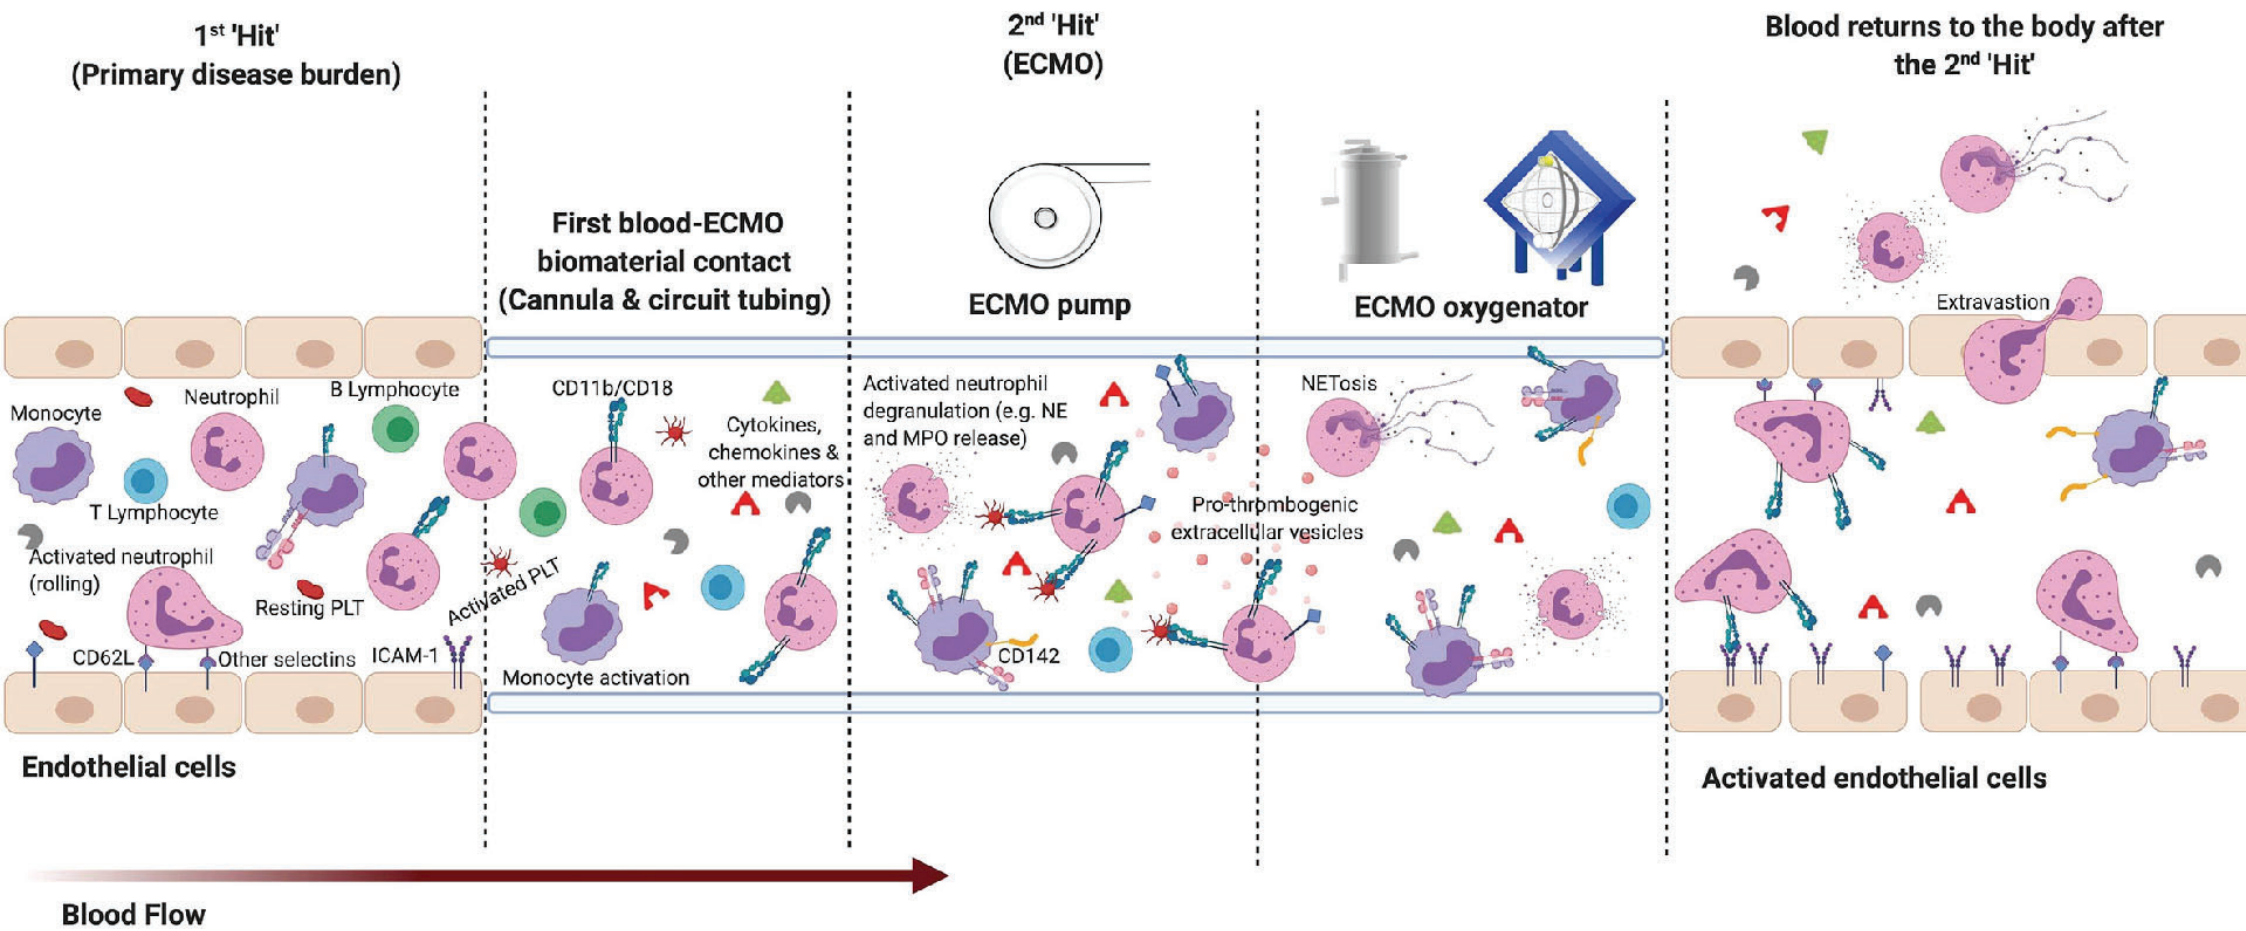 1st 'Hit'
(Primary disease burden)
2nd 'Hit'
(ECMO)
Blood returns to the body after
the 2nd 'Hit'
First blood-ECMO
biomaterial contact
(Cannula & circuit tubing)
ECMO pump
ECMO oxygenator
Extravastion
Monocyte
Neutrophil
B Lymphocyte
T Lymphocyte
Activated neutrophil
(rolling)
Resting PLT
CD62L
Other selectins
ICAM-1
CD11b/CD18
Cytokines,
chemokines &
other mediators
Activated PLT
Monocyte activation
Activated neutrophil
degranulation (e.g. NE
and MPO release)
Pro-thrombogenic
extracellular vesicles
CD142
NETosis
Endothelial cells
Activated endothelial cells
Blood Flow